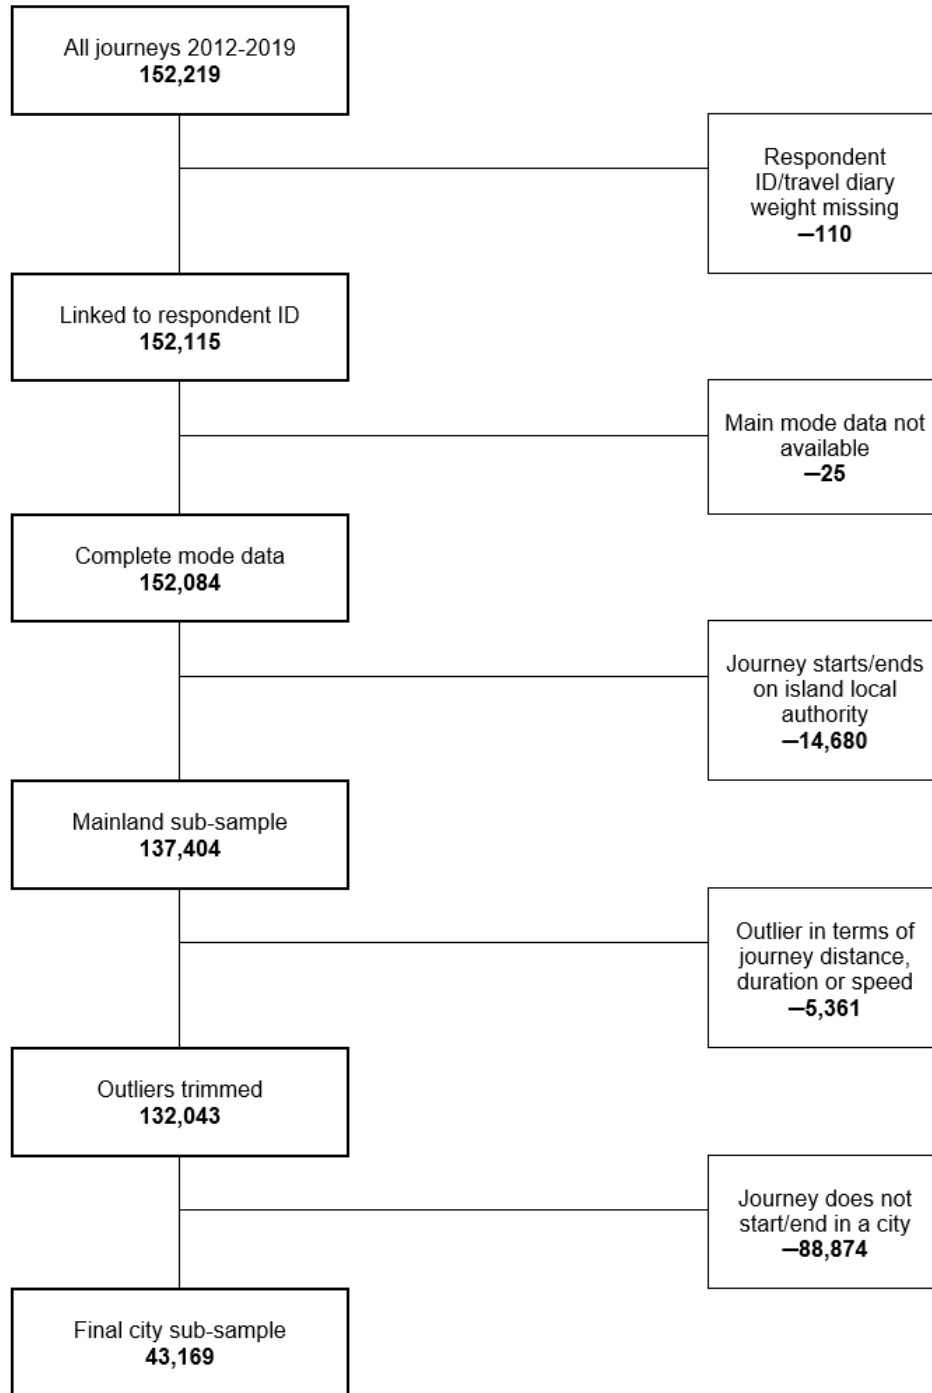 All journeys 2012-2019
152,219
Respondent
ID/travel diary
weight missing
–110
Linked to respondent ID
152,115
Main mode data not
available
–25
Complete mode data
152,084
Journey starts/ends
on island local
authority
–14,680
Mainland sub-sample
137,404
Outlier in terms of
journey distance,
duration or speed
–5,361
Outliers trimmed
132,043
Journey does not
start/end in a city
–88,874
Final city sub-sample
43,169